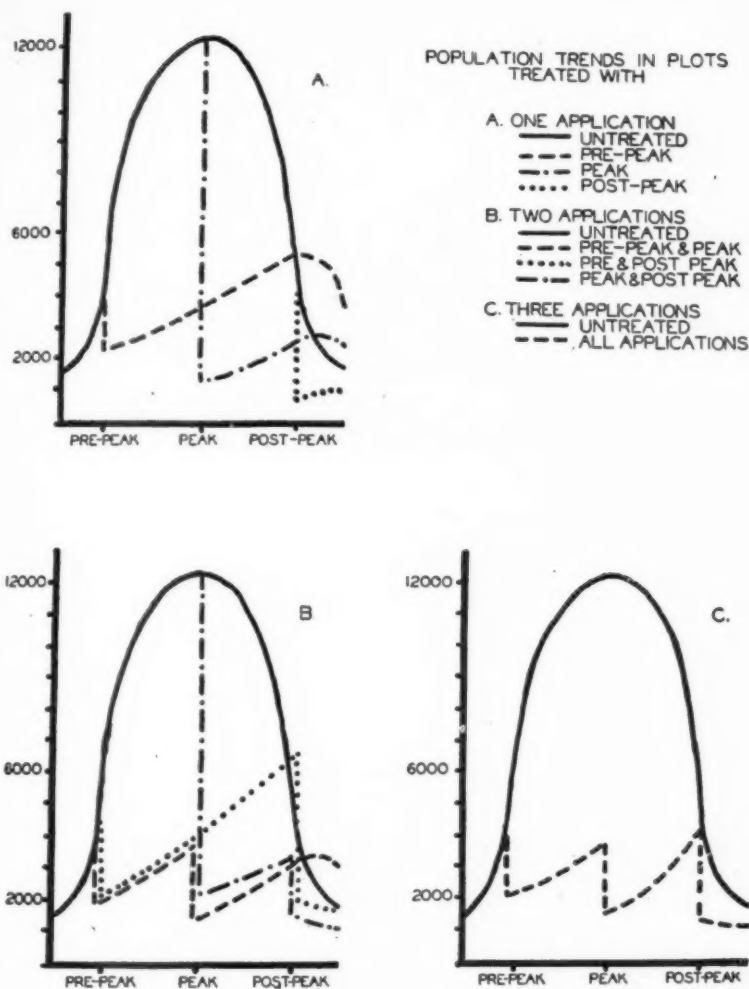 12000
6000
2000
A.
PRE-PEAK PEAK POST-PEAK
POPULATION TRENDS IN PLOTS
TREATED WITH
A. ONE APPLICATION
UNTREATED
PRE-PEAK
PEAK
POST-PEAK
B. TWO APPLICATIONS
UNTREATED
PRE-PEAK & PEAK
PRE & POST PEAK
PEAK & POST PEAK
C. THREE APPLICATIONS
UNTREATED
ALL APPLICATIONS
12000
6000
2000
B
PRE-PEAK PEAK POST-PEAK
12000
6000
2000
C.
PRE-PEAK PEAK POST-PEAK